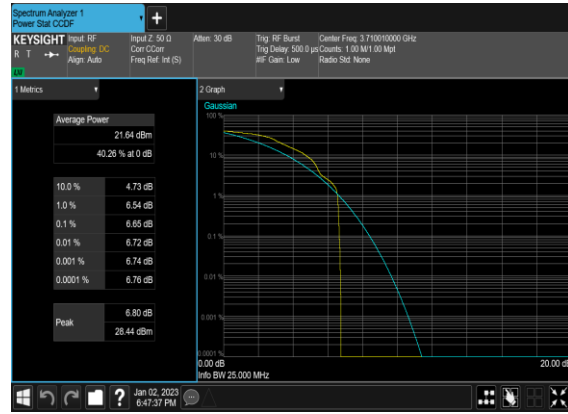 Spectrum Analyzer 1
Power Stat CCDF
KEYSIGHT
R T
LW
Input: RF
Coupling: DC
Align: Auto
Input Z: 50 Ω
Corr CCorr
Freq Ref: Int (S)
Atten: 30 dB
Trig: RF Burst
Trig Delay: 500.0 µs
#IF Gain: Low
Center Freq: 3.710010000 GHz
Counts: 1.00 M/1.00 Mpt
Radio Std: None
1 Metrics
Average Power
21.64 dBm
40.26 % at 0 dB
10.0 % 4.73 dB
1.0 % 6.54 dB
0.1 % 6.65 dB
0.01 % 6.72 dB
0.001 % 6.74 dB
0.0001 % 6.76 dB
Peak
6.80 dB
28.44 dBm
2 Graph
Gaussian
100 %
10 %
1 %
0.1 %
0.01 %
0.001 %
0.0001 %
0.00 dB
20.00 dB
Info BW 25.000 MHz
?
Jan 02, 2023
6:47:37 PM